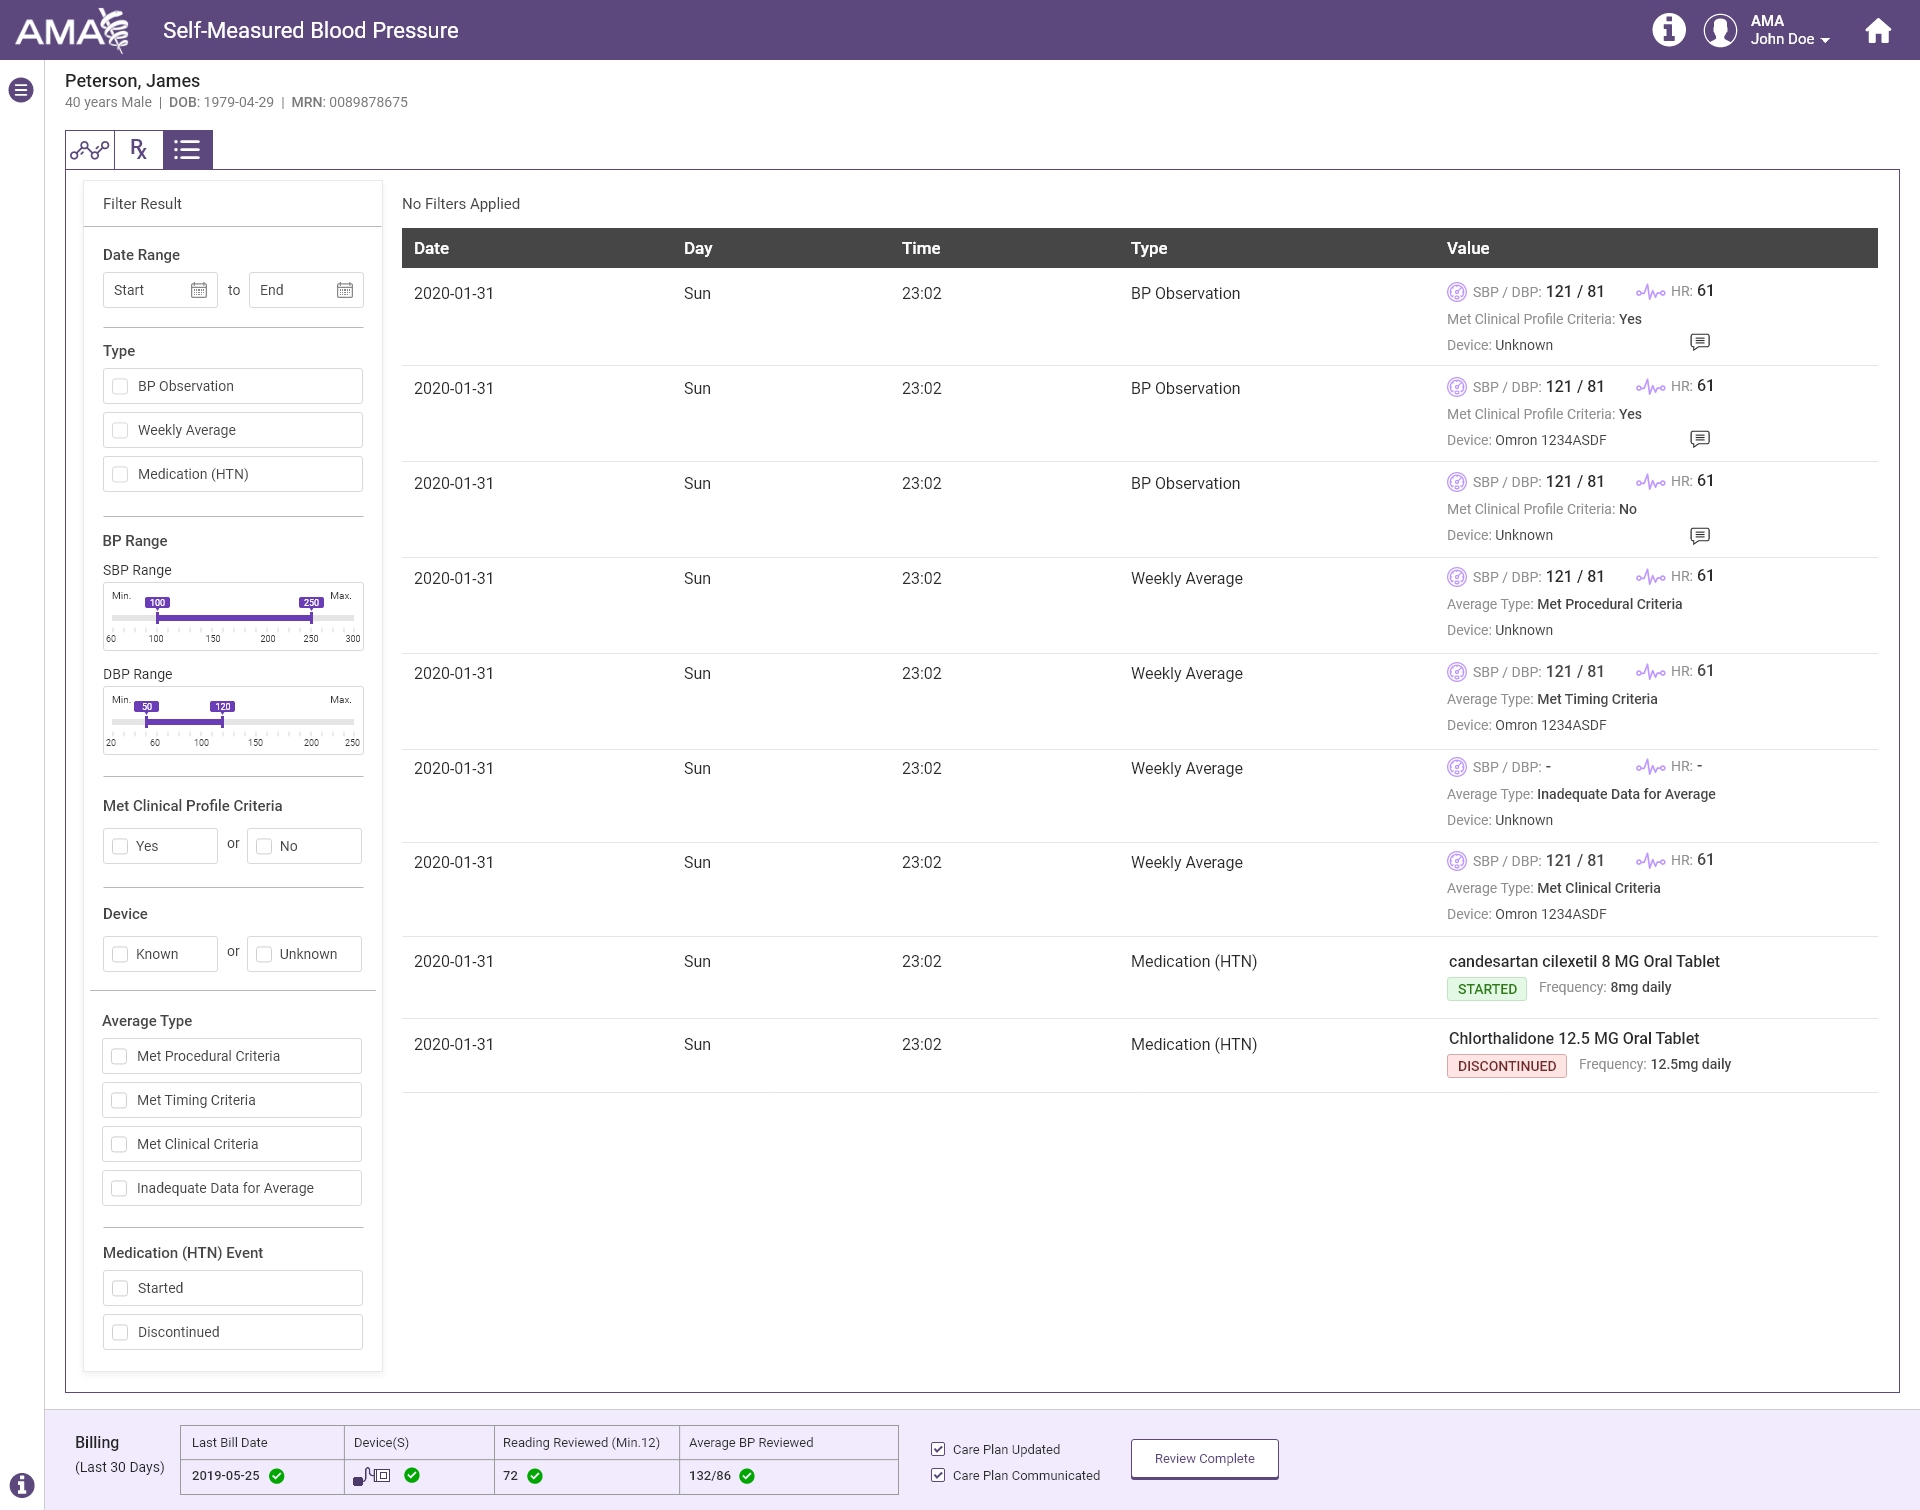 AMA
Self-Measured Blood Pressure
AMA
John Doe
Peterson, James
40 years Male | DOB: 1979-04-29 | MRN: 0089878675
Rx
Filter Result
Date Range
Start to End
Type
BP Observation
Weekly Average
Medication (HTN)
BP Range
SBP Range
Min. Max.
100 250
60 100 150 200 250 300
DBP Range
Min. Max.
50 120
20 60 100 150 200 250
Met Clinical Profile Criteria
Yes or No
Device
Known or Unknown
Average Type
Met Procedural Criteria
Met Timing Criteria
Met Clinical Criteria
Inadequate Data for Average
Medication (HTN) Event
Started
Discontinued
No Filters Applied
Date Day Time Type Value
2020-01-31 Sun 23:02 BP Observation SBP / DBP: 121 / 81 HR: 61
Met Clinical Profile Criteria: Yes
Device: Unknown
2020-01-31 Sun 23:02 BP Observation SBP / DBP: 121 / 81 HR: 61
Met Clinical Profile Criteria: Yes
Device: Omron 1234ASDF
2020-01-31 Sun 23:02 BP Observation SBP / DBP: 121 / 81 HR: 61
Met Clinical Profile Criteria: No
Device: Unknown
2020-01-31 Sun 23:02 Weekly Average SBP / DBP: 121 / 81 HR: 61
Average Type: Met Procedural Criteria
Device: Unknown
2020-01-31 Sun 23:02 Weekly Average SBP / DBP: 121 / 81 HR: 61
Average Type: Met Timing Criteria
Device: Omron 1234ASDF
2020-01-31 Sun 23:02 Weekly Average SBP / DBP: - HR: -
Average Type: Inadequate Data for Average
Device: Unknown
2020-01-31 Sun 23:02 Weekly Average SBP / DBP: 121 / 81 HR: 61
Average Type: Met Clinical Criteria
Device: Omron 1234ASDF
2020-01-31 Sun 23:02 Medication (HTN) candesartan cilexetil 8 MG Oral Tablet
STARTED Frequency: 8mg daily
2020-01-31 Sun 23:02 Medication (HTN) Chlorthalidone 12.5 MG Oral Tablet
DISCONTINUED Frequency: 12.5mg daily
Billing
(Last 30 Days)
Last Bill Date Device(S) Reading Reviewed (Min.12) Average BP Reviewed
2019-05-25 72 132/86
Care Plan Updated
Care Plan Communicated
Review Complete